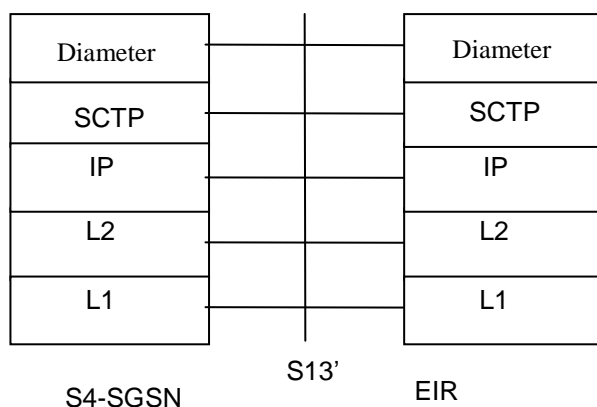 Diameter Diameter
SCTP SCTP
IP IP
L2 L2
L1 L1
S13’
S4-SGSN EIR